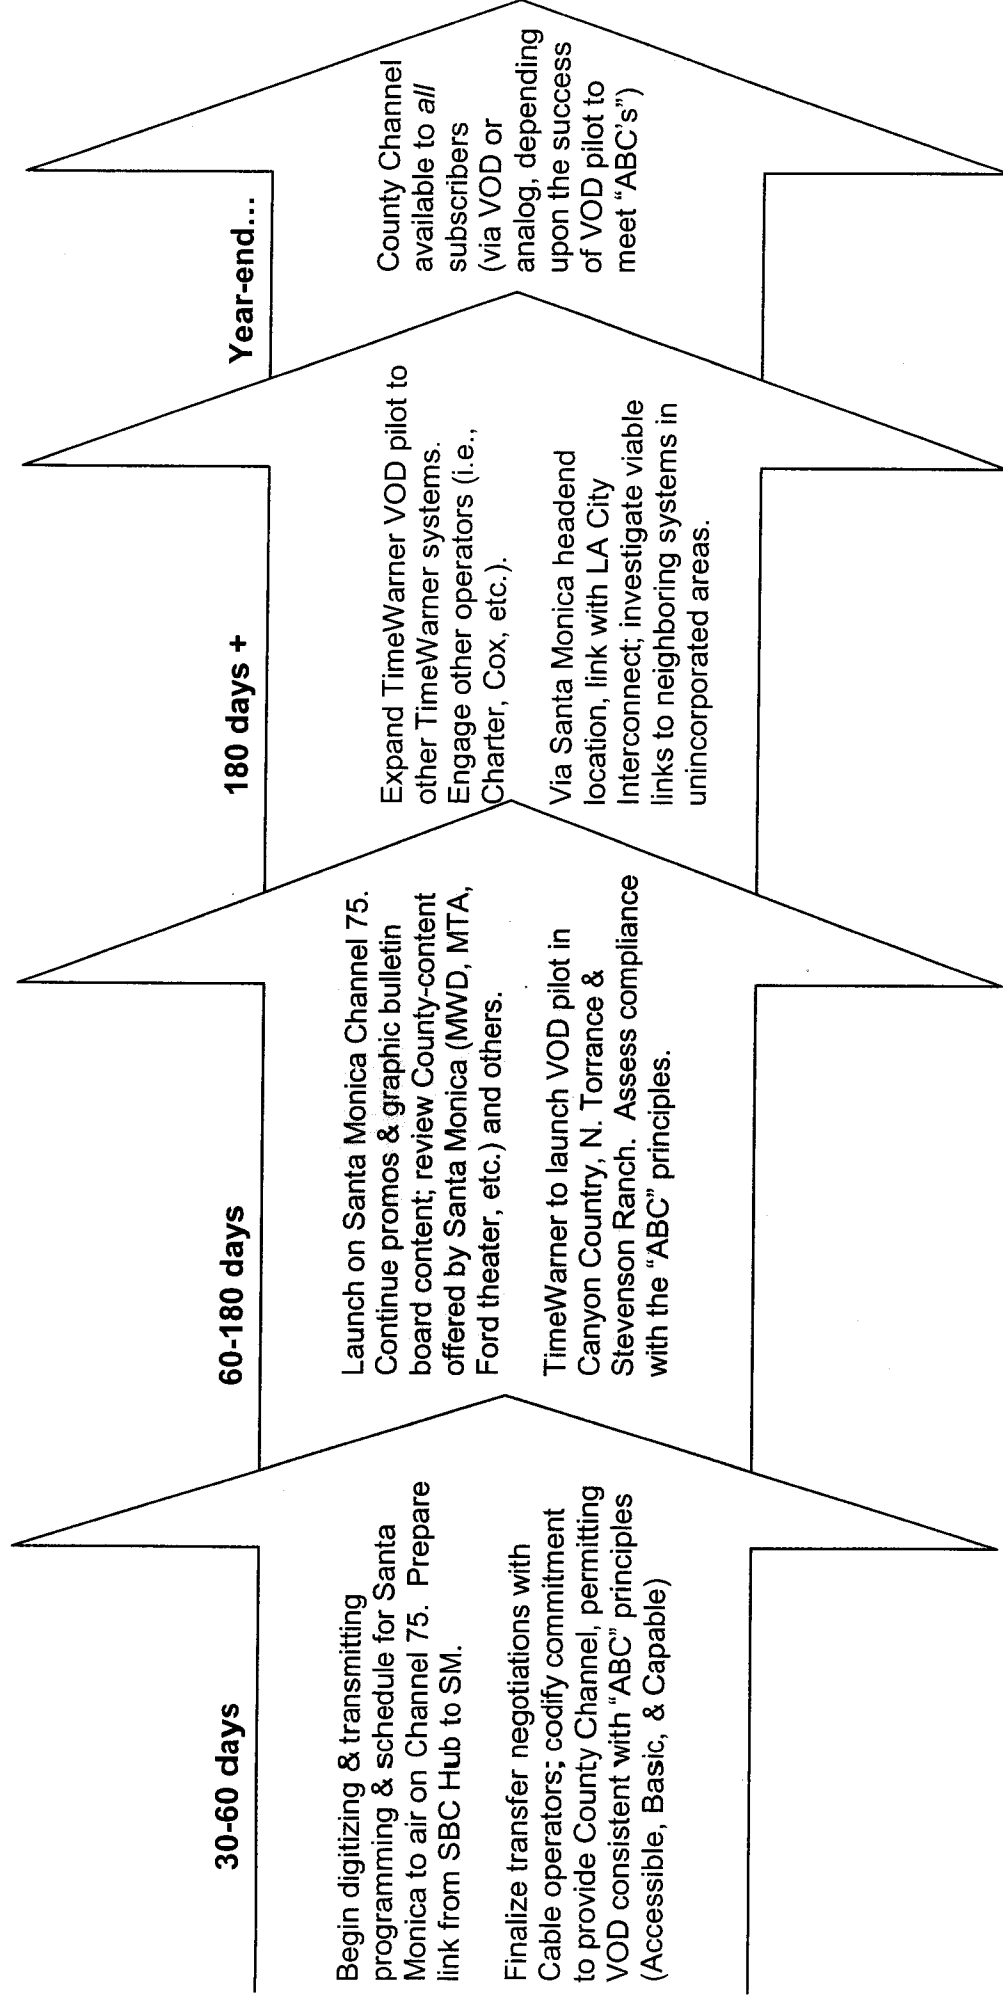 30-60 days
Begin digitizing & transmitting
programming & schedule for Santa
Monica to air on Channel 75.  Prepare
link from SBC Hub to SM.
Finalize transfer negotiations with
Cable operators; codify commitment
to provide County Channel, permitting
VOD consistent with “ABC” principles
(Accessible, Basic, & Capable)
60-180 days
Launch on Santa Monica Channel 75.
Continue promos & graphic bulletin
board content; review County-content
offered by Santa Monica (MWD, MTA,
Ford theater, etc.) and others.
TimeWarner to launch VOD pilot in
Canyon Country, N. Torrance &
Stevenson Ranch.  Assess compliance
with the “ABC” principles.
180 days +
Expand TimeWarner VOD pilot to
other TimeWarner systems.
Engage other operators (i.e.,
Charter, Cox, etc.).
Via Santa Monica headend
location, link with LA City
Interconnect; investigate viable
links to neighboring systems in
unincorporated areas.
Year-end...
County Channel
available to all
subscribers
(via VOD or
analog, depending
upon the success
of VOD pilot to
meet “ABC's”)